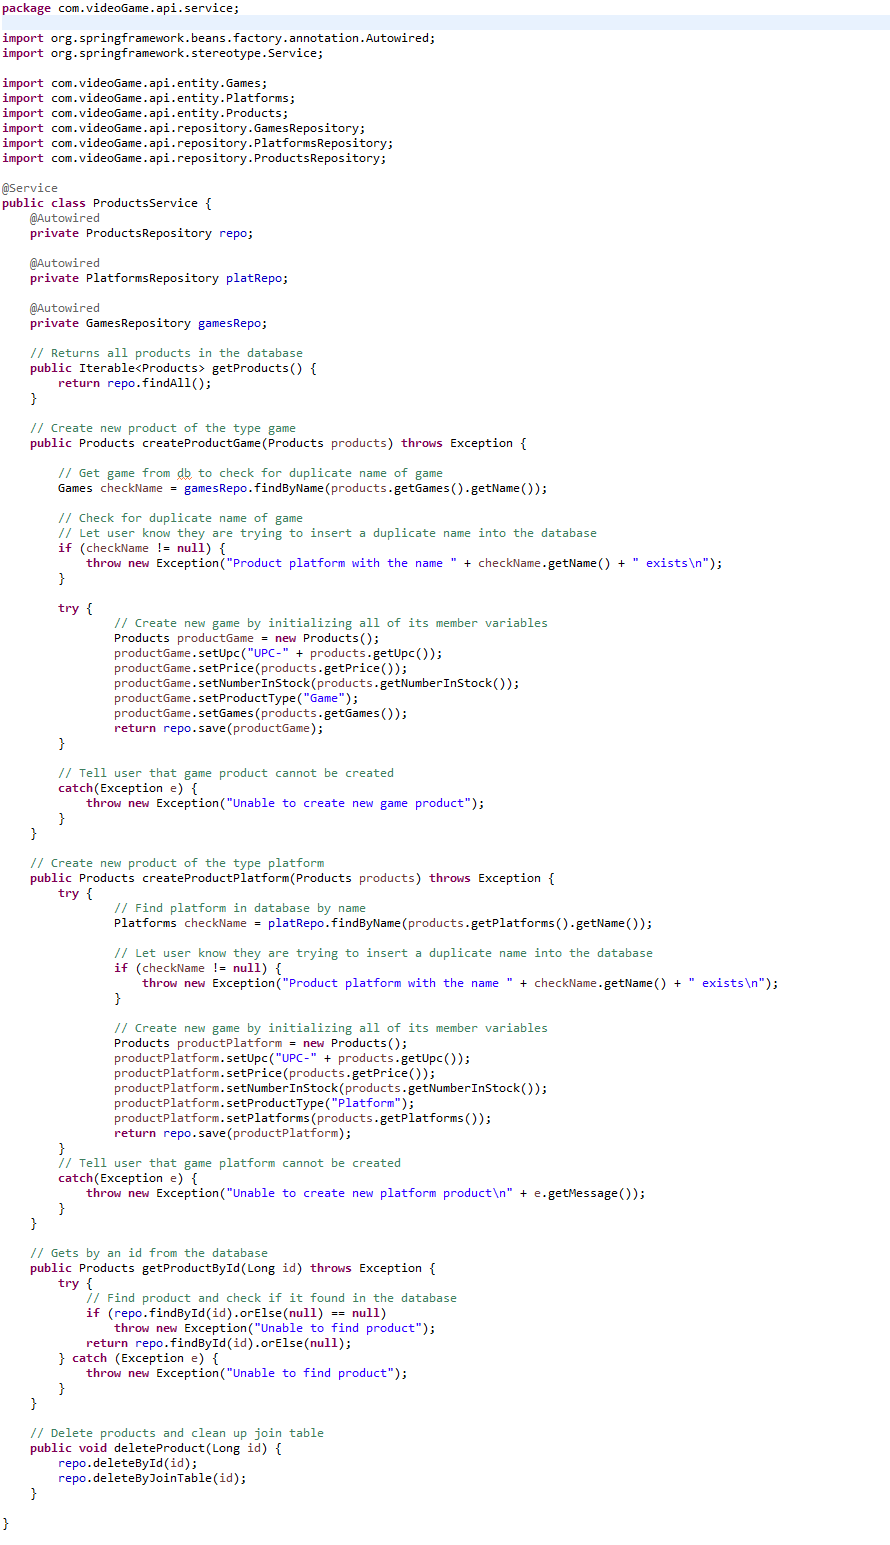 package com.videoGame.api.service;
import org.springframework.beans.factory.annotation.Autowired;
import org.springframework.stereotype.Service;
import com.videoGame.api.entity.Games;
import com.videoGame.api.entity.Platforms;
import com.videoGame.api.entity.Products;
import com.videoGame.api.repository.GamesRepository;
import com.videoGame.api.repository.PlatformsRepository;
import com.videoGame.api.repository.ProductsRepository;
@Service
public class ProductsService {
@Autowired
private ProductsRepository repo;
@Autowired
private PlatformsRepository platRepo;
@Autowired
private GamesRepository gamesRepo;
// Returns all products in the database
public Iterable<Products> getProducts() {
return repo.findAll();
}
// Create new product of the type game
public Products createProductGame(Products products) throws Exception {
// Get game from db to check for duplicate name of game
Games checkName = gamesRepo.findByName(products.getGames().getName());
// Check for duplicate name of game
// Let user know they are trying to insert a duplicate name into the database
if (checkName != null) {
throw new Exception("Product platform with the name " + checkName.getName() + " exists\n");
}
try {
// Create new game by initializing all of its member variables
Products productGame = new Products();
productGame.setUpc("UPC-" + products.getUpc());
productGame.setPrice(products.getPrice());
productGame.setNumberInStock(products.getNumberInStock());
productGame.setProductType("Game");
productGame.setGames(products.getGames());
return repo.save(productGame);
}
// Tell user that game product cannot be created
catch(Exception e) {
throw new Exception("Unable to create new game product");
}
}
// Create new product of the type platform
public Products createProductPlatform(Products products) throws Exception {
try {
// Find platform in database by name
Platforms checkName = platRepo.findByName(products.getPlatforms().getName());
// Let user know they are trying to insert a duplicate name into the database
if (checkName != null) {
throw new Exception("Product platform with the name " + checkName.getName() + " exists\n");
}
// Create new game by initializing all of its member variables
Products productPlatform = new Products();
productPlatform.setUpc("UPC-" + products.getUpc());
productPlatform.setPrice(products.getPrice());
productPlatform.setNumberInStock(products.getNumberInStock());
productPlatform.setProductType("Platform");
productPlatform.setPlatforms(products.getPlatforms());
return repo.save(productPlatform);
}
// Tell user that game platform cannot be created
catch(Exception e) {
throw new Exception("Unable to create new platform product\n" + e.getMessage());
}
}
// Gets by an id from the database
public Products getProductById(Long id) throws Exception {
try {
// Find product and check if it found in the database
if (repo.findById(id).orElse(null) == null)
throw new Exception("Unable to find product");
return repo.findById(id).orElse(null);
} catch (Exception e) {
throw new Exception("Unable to find product");
}
}
// Delete products and clean up join table
public void deleteProduct(Long id) {
repo.deleteById(id);
repo.deleteByJoinTable(id);
}
}